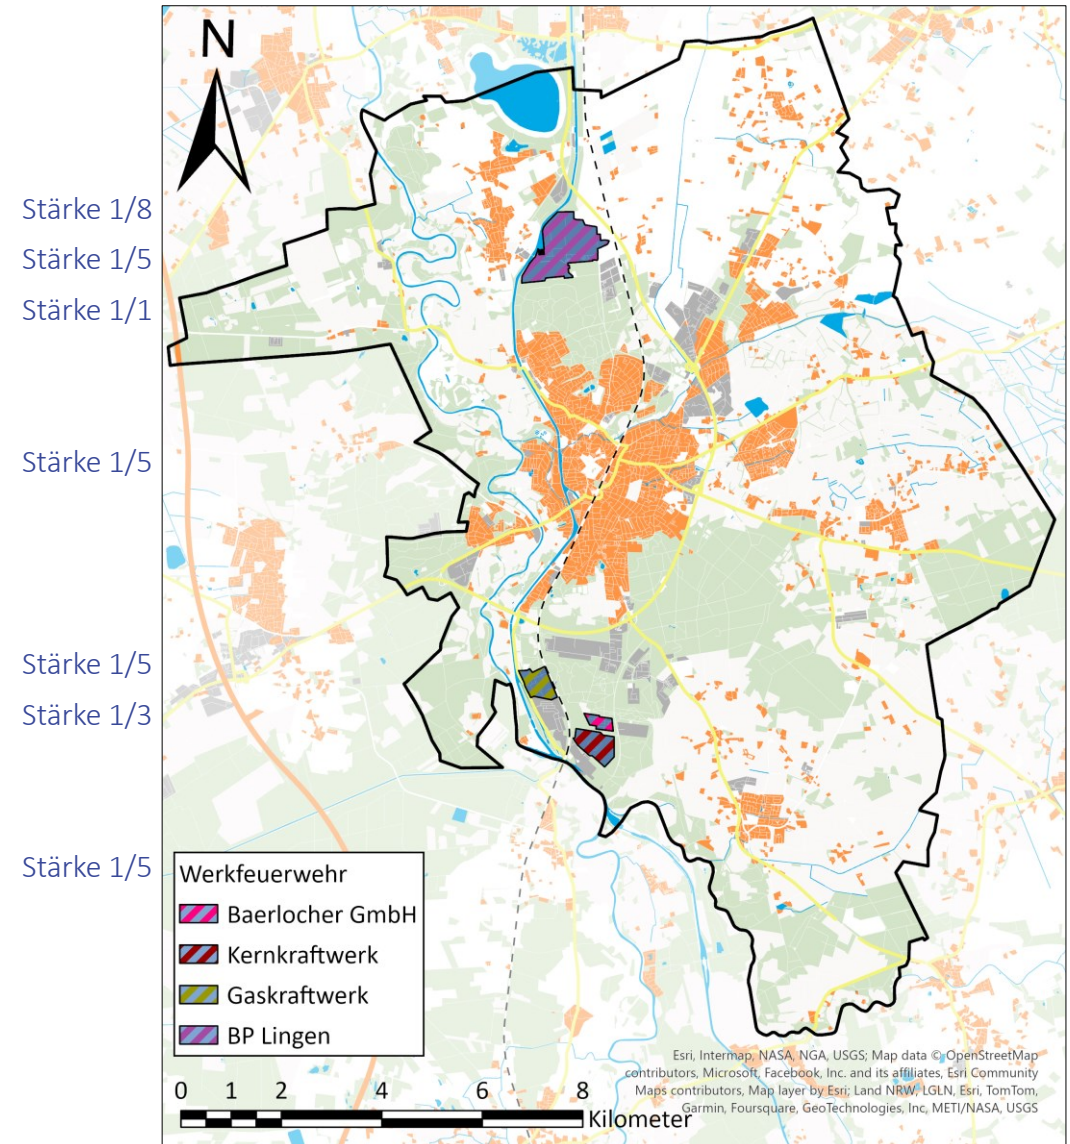 N
Stärke 1/8
Stärke 1/5
Stärke 1/1
Stärke 1/5
Stärke 1/5
Stärke 1/3
Stärke 1/5
Werkfeuerwehr
Baerlocher GmbH
Kernkraftwerk
Gaskraftwerk
BP Lingen
Esri, Intermap, NASA, NGA, USGS; Map data © OpenStreetMap
contributors, Microsoft, Facebook, Inc. and its affiliates, Esri Community
Maps contributors, Map layer by Esri; Land NRW, LGLN, Esri, TomTom,
Garmin, Foursquare, GeoTechnologies, Inc, METI/NASA, USGS
0 1 2 4 6 8
Kilometer